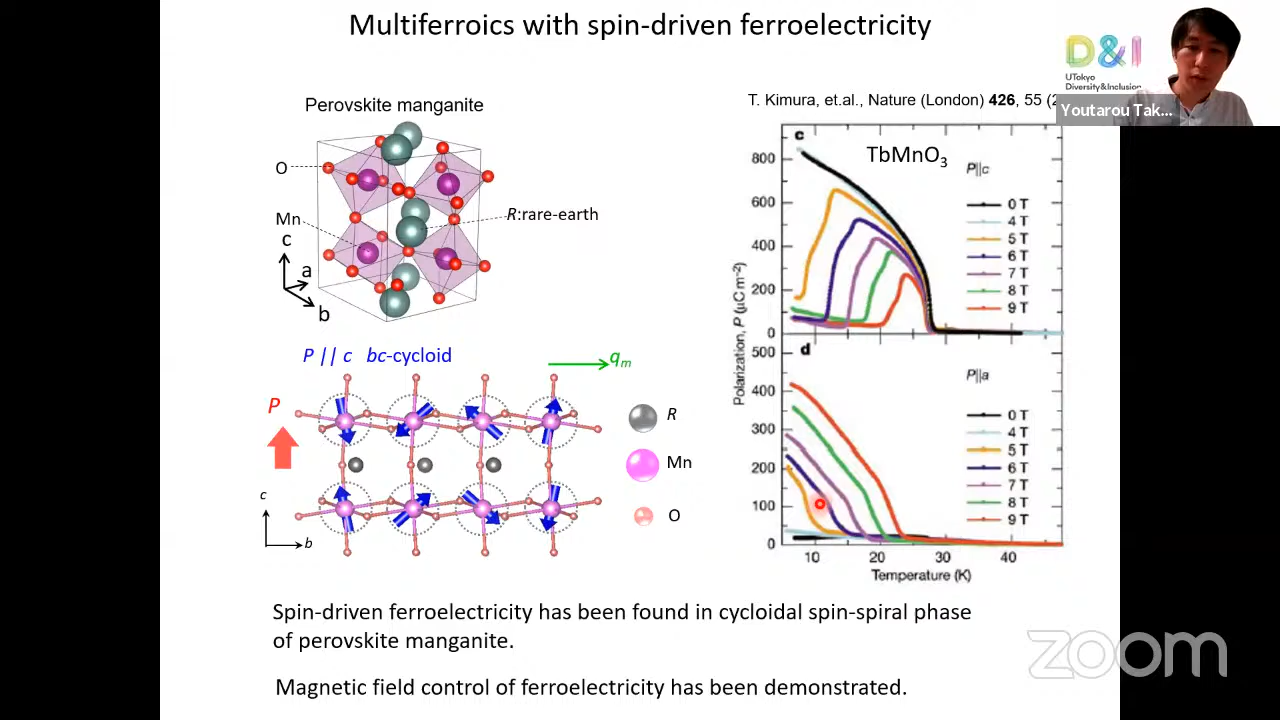 Multiferroics with spin-driven ferroelectricity
D&I
UTokyo
Diversity&Inclusion
Youtarou Tak...
Perovskite manganite
O
Mn
R:rare-earth
c
a
b
T. Kimura, et.al., Nature (London) 426, 55 (2
c
TbMnO3
P||c
0 T
4 T
5 T
6 T
7 T
8 T
9 T
800
600
400
200
0
d
P||a
0 T
4 T
5 T
6 T
7 T
8 T
9 T
500
400
300
200
100
0
10
20
30
40
Temperature (K)
Polarization, P (μC m⁻²)
P // c bc-cycloid
qm
P
c
b
R
Mn
O
Spin-driven ferroelectricity has been found in cycloidal spin-spiral phase
of perovskite manganite.
Magnetic field control of ferroelectricity has been demonstrated.
zoom